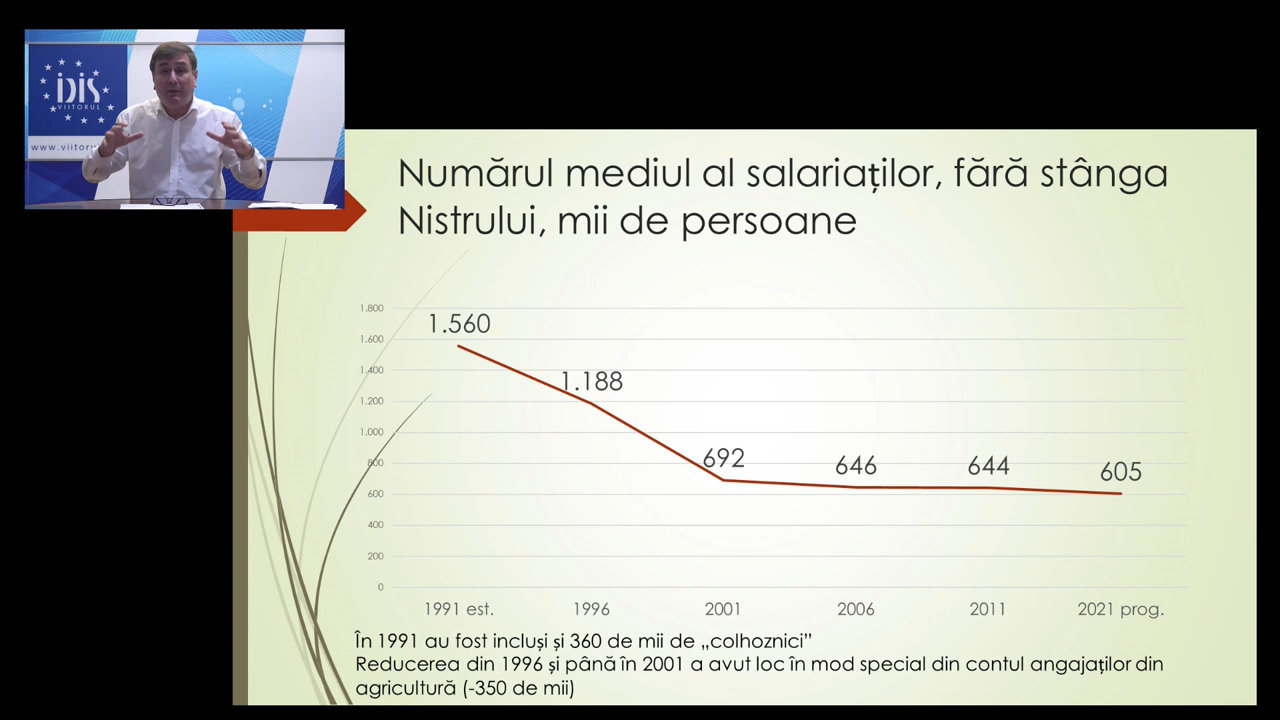 iDiS
VIITORUL
www.viitoru
Numărul mediul al salariaților, fără stânga
Nistrului, mii de persoane
1.800
1.600
1.400
1.200
1.000
800
600
400
200
0
1.560
1.188
692
646
644
605
1991 est.
1996
2001
2006
2011
2021 prog.
În 1991 au fost incluși și 360 de mii de „colhoznici”
Reducerea din 1996 și până în 2001 a avut loc în mod special din contul angajaților din
agricultură (-350 de mii)